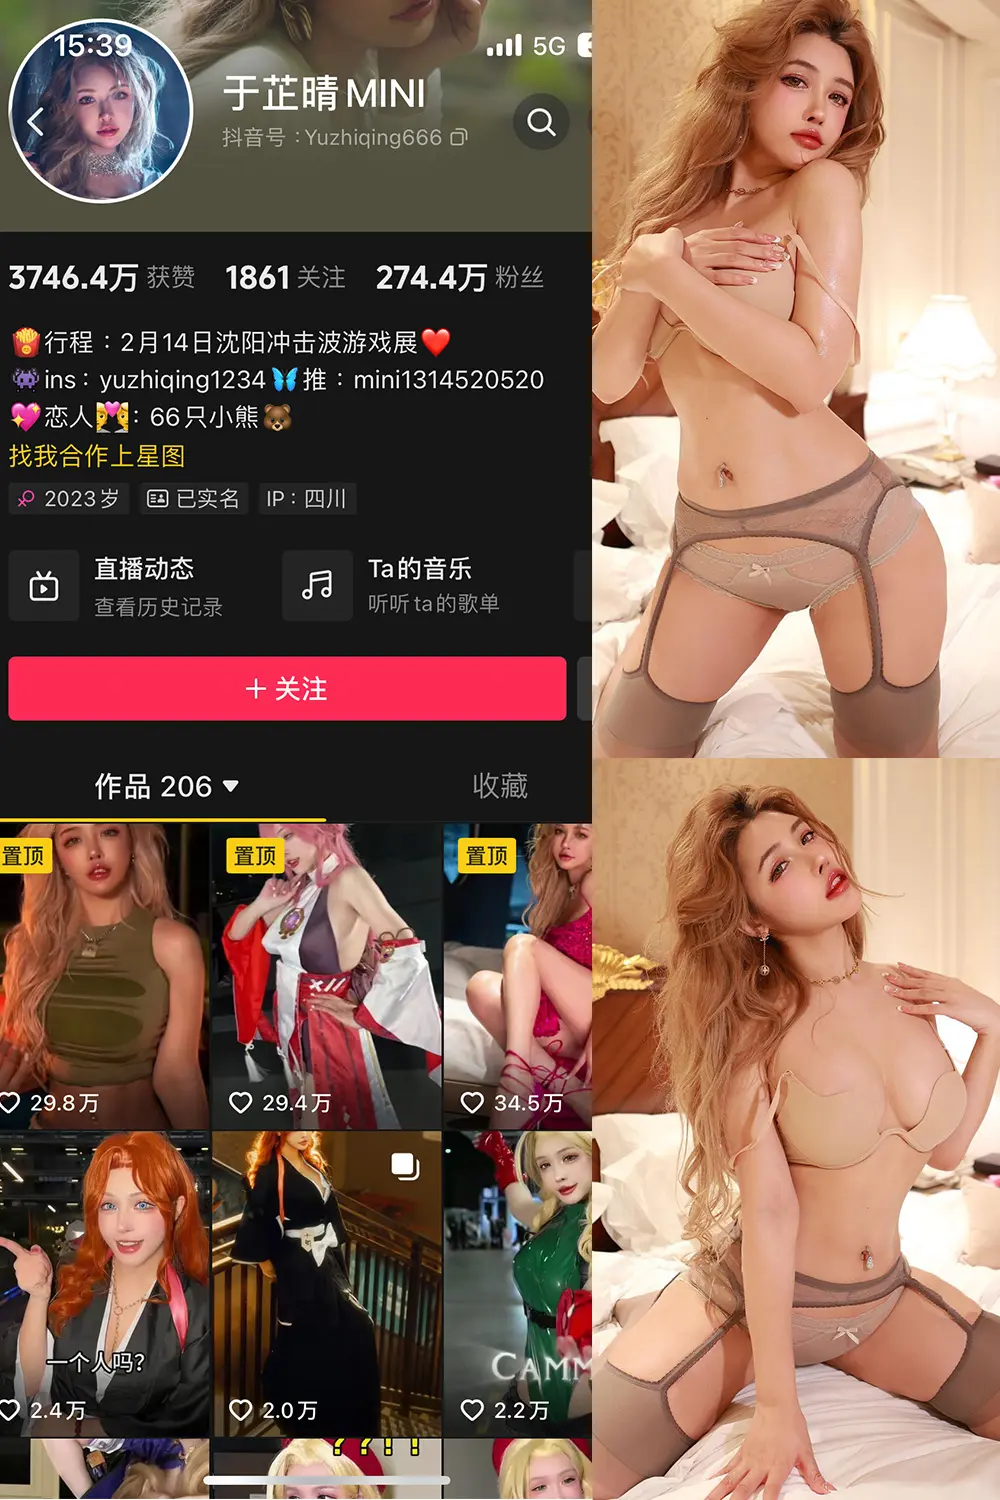 15:39
5G
于芷晴MINI
抖音号：Yuzhiqing666
3746.4万 获赞 1861 关注 274.4万 粉丝
🍟行程：2月14日沈阳冲击波游戏展❤️
👾ins：yuzhiqing1234🦋推：mini1314520520
💖恋人👩‍❤️‍👨：66只小熊🐻
找我合作上星图
2023岁 已实名 IP：四川
直播动态 Ta的音乐
查看历史记录 听听ta的歌单
＋关注
作品 206 收藏
置顶 置顶 置顶
29.8万 29.4万 34.5万
一个人吗?
CAMM
2.4万 2.0万 2.2万
??!!